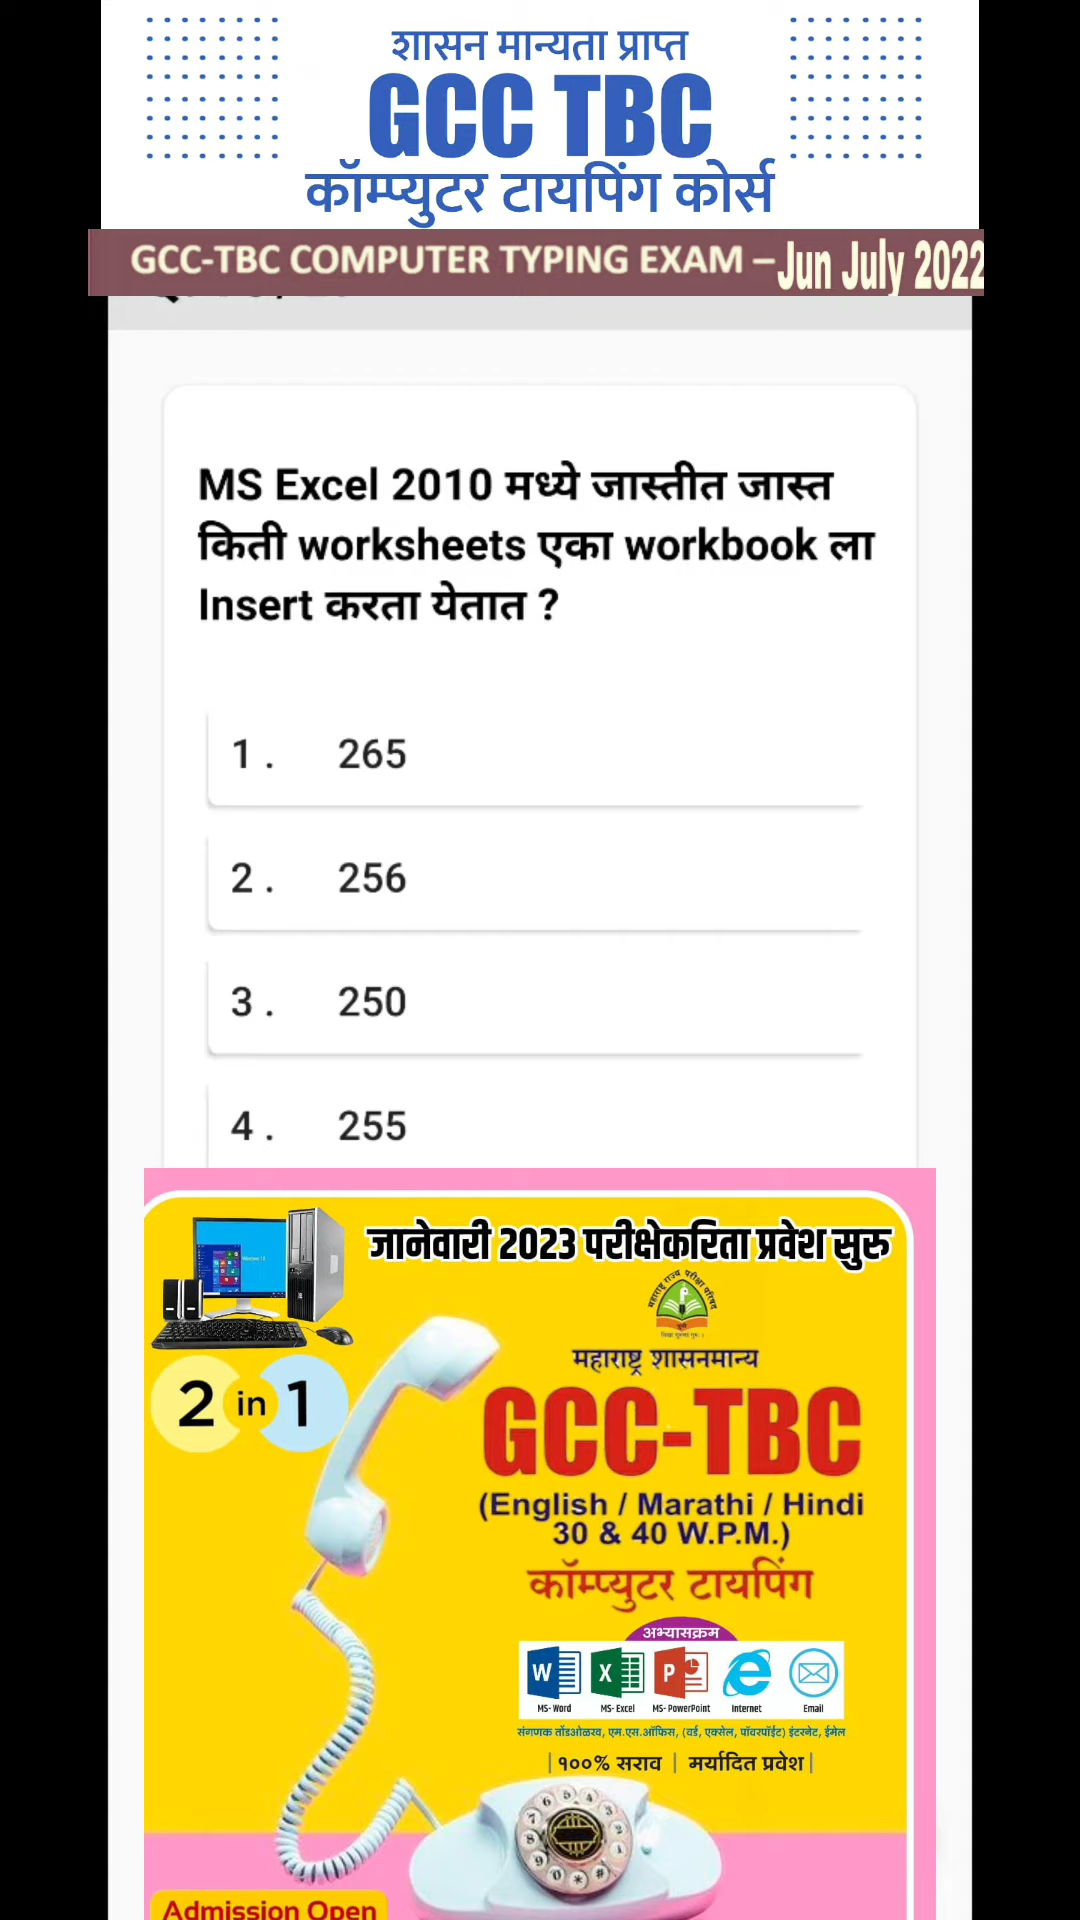 शासन मान्यता प्राप्त
GCC TBC
कॉम्प्युटर टायपिंग कोर्स
GCC-TBC COMPUTER TYPING EXAM – Jun July 2022
MS Excel 2010 मध्ये जास्तीत जास्त
किती worksheets एका workbook ला
Insert करता येतात ?
1 . 265
2 . 256
3 . 250
4 . 255
जानेवारी 2023 परीक्षेकरिता प्रवेश सुरु
महाराष्ट्र राज्य परीक्षा परिषद
महाराष्ट्र शासनमान्य
2 in 1
GCC-TBC
(English / Marathi / Hindi
30 & 40 W.P.M.)
कॉम्प्युटर टायपिंग
अभ्यासक्रम
MS- Word MS- Excel MS- PowerPoint Internet Email
संगणक तोंडओळख, एम.एस.ऑफिस, (वर्ड, एक्सेल, पॉवरपॉईंट) इंटरनेट, ईमेल
| १००% सराव | मर्यादित प्रवेश |
Admission Open